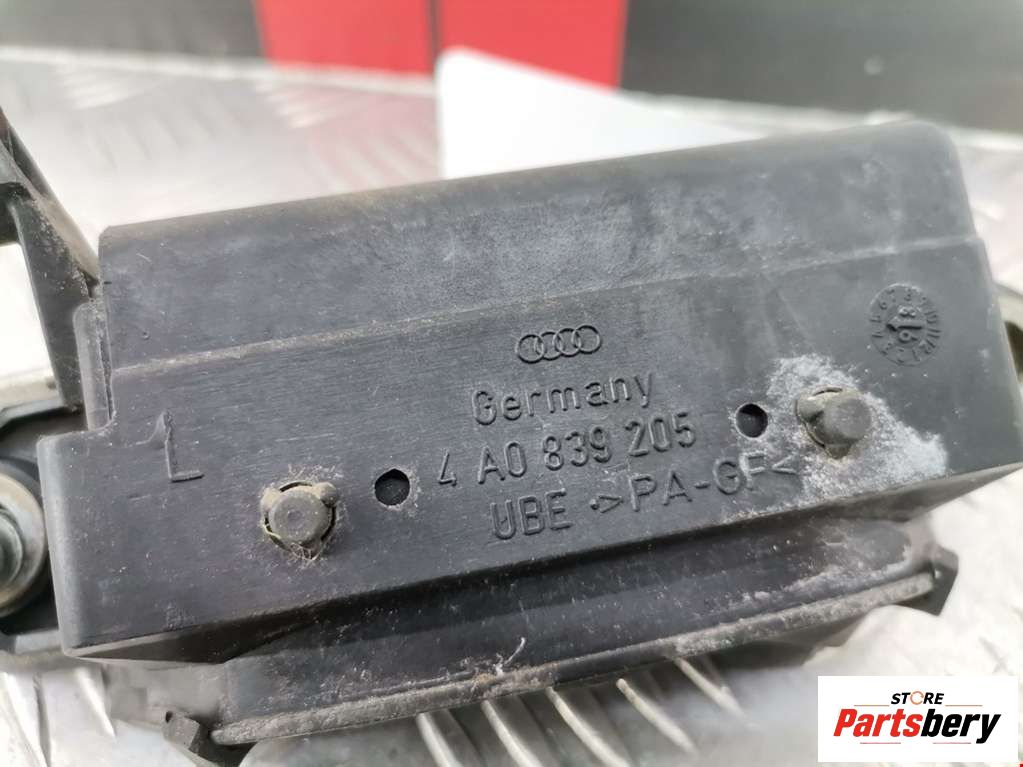 Germany
L
4 A0 839 205
UBE >PA-GF<
STORE
Partsbery